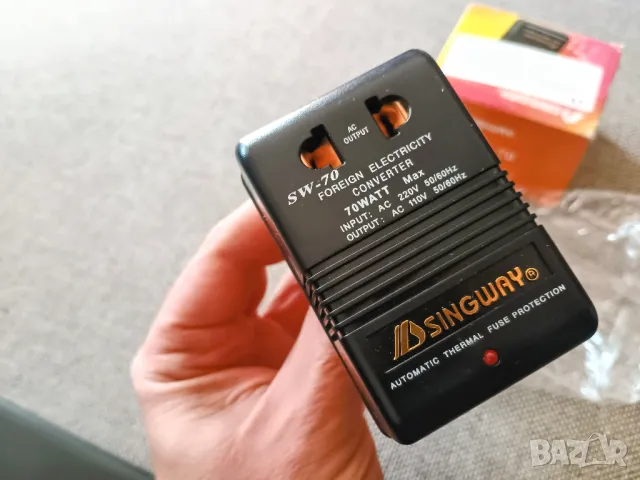 AC
OUTPUT
SW-70
FOREIGN ELECTRICITY
CONVERTER
70WATT Max
INPUT: AC 220V 50/60Hz
OUTPUT: AC 110V 50/60Hz
SINGWAY®
AUTOMATIC THERMAL FUSE PROTECTION
BAZAR